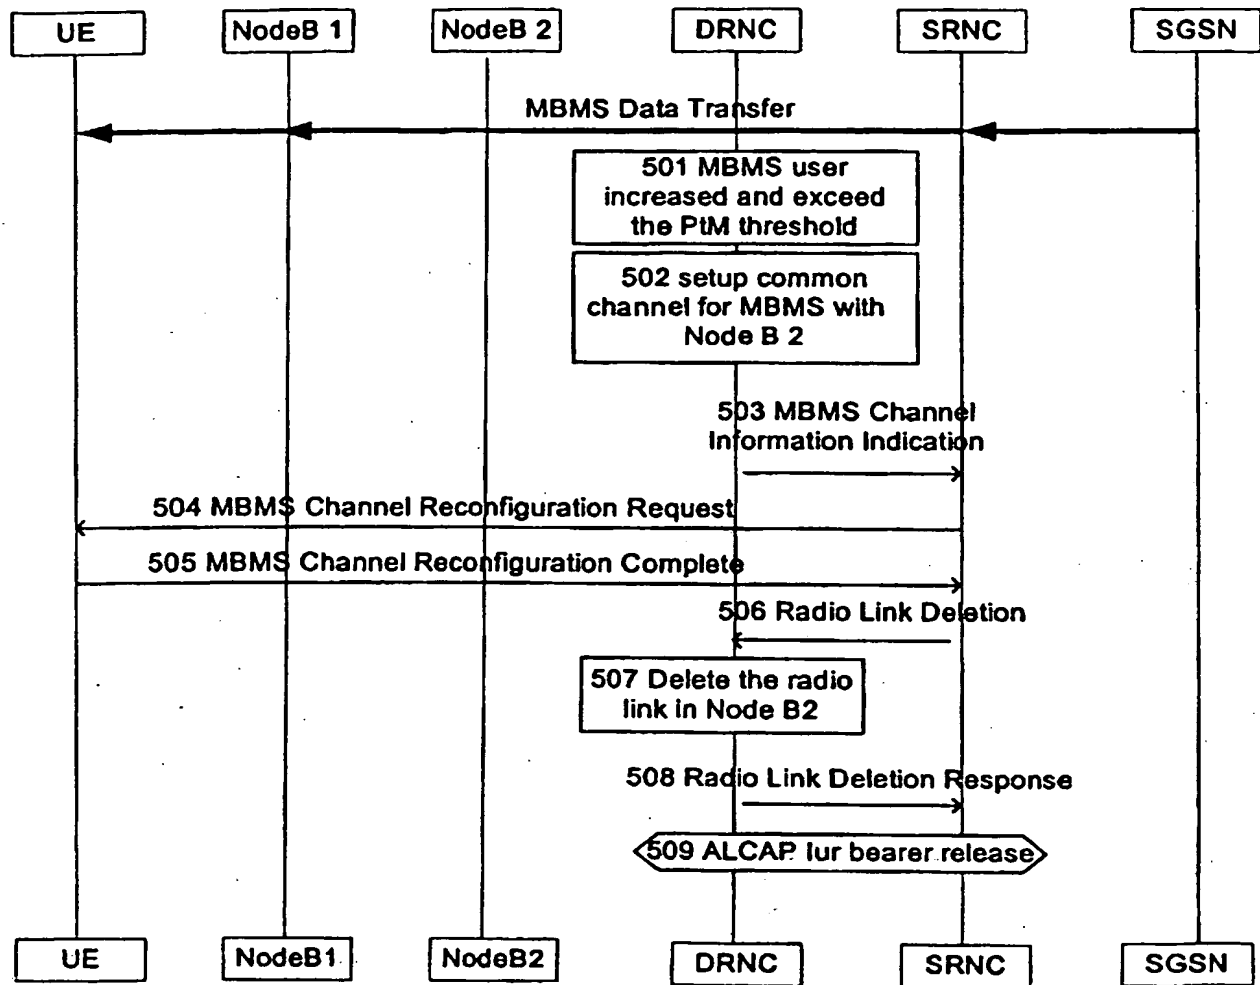 UE
NodeB 1
NodeB 2
DRNC
SRNC
SGSN
MBMS Data Transfer
501 MBMS user
increased and exceed
the PtM threshold
502 setup common
channel for MBMS with
Node B 2
503 MBMS Channel
Information Indication
504 MBMS Channel Reconfiguration Request
505 MBMS Channel Reconfiguration Complete
506 Radio Link Deletion
507 Delete the radio
link in Node B2
508 Radio Link Deletion Response
509 ALCAP Iur bearer release
UE
NodeB1
NodeB2
DRNC
SRNC
SGSN